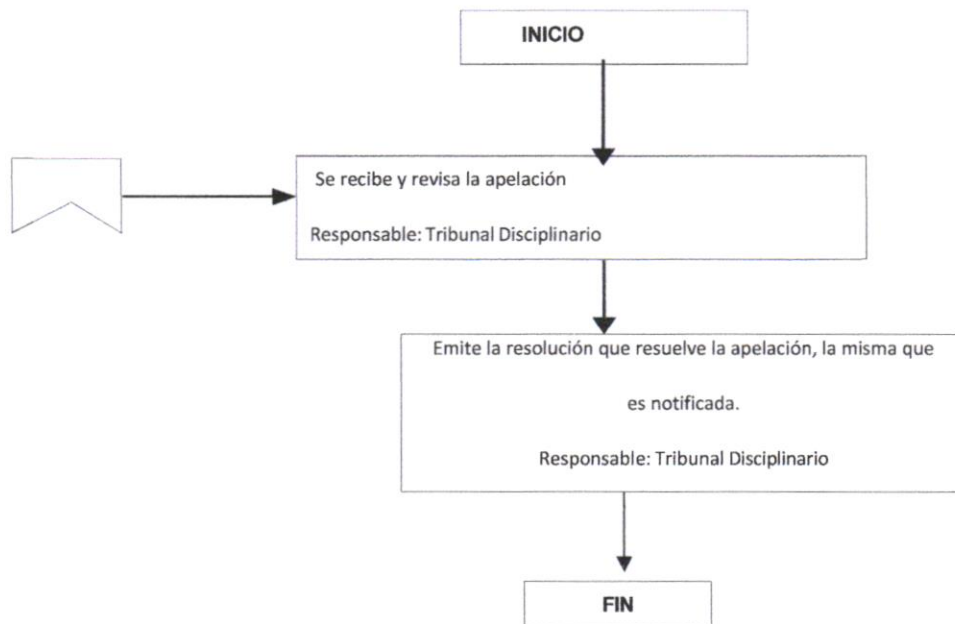 INICIO
Se recibe y revisa la apelación
Responsable: Tribunal Disciplinario
Emite la resolución que resuelve la apelación, la misma que
es notificada.
Responsable: Tribunal Disciplinario
FIN